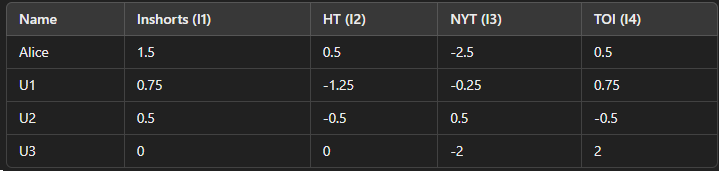 Name Inshorts (I1) HT (I2) NYT (I3) TOI (I4)
Alice 1.5 0.5 -2.5 0.5
U1 0.75 -1.25 -0.25 0.75
U2 0.5 -0.5 0.5 -0.5
U3 0 0 -2 2